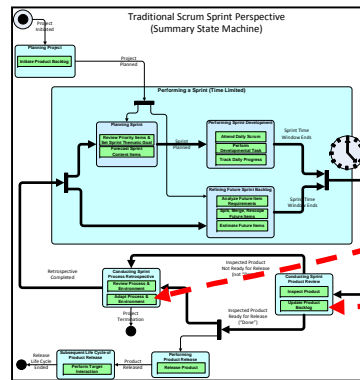 Traditional Scrum Sprint Perspective
(Summary State Machine)
Project
Initiated
Planning Project
Initiate Product Backlog
Project
Planned
Performing a Sprint (Time Limited)
Planning Sprint
Review Priority Items &
Set Sprint Thematic Goal
Forecast Sprint
Content Items
Sprint
Planned
Performing Sprint Development
Attend Daily Scrum
Perform
Developmental Task
Track Daily Progress
Sprint Time
Window Ends
Refining Future Sprint Backlog
Analyze Future Item
Requirements
Split, Merge, Rescope
Future Items
Estimate Future Items
Sprint Time
Window Ends
Retrospective
Completed
Conducting Sprint
Process Retrospective
Review Process &
Environment
Adapt Process &
Environment
Inspected Product
Not Ready for Release
Conducting Sprint
Product Review
Inspect Product
Update Product
Backlog
Inspected Product
Ready for Release
("Done")
Project
Termination
Release
Life Cycle
Ended
Subsequent Life Cycle of
Product Release
Perform Target
Interaction
Product
Released
Performing
Product Release
Release Product